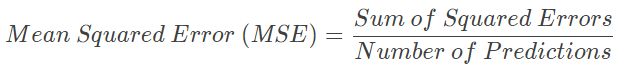 Mean Squared Error (MSE) = Sum of Squared Errors / Number of Predictions